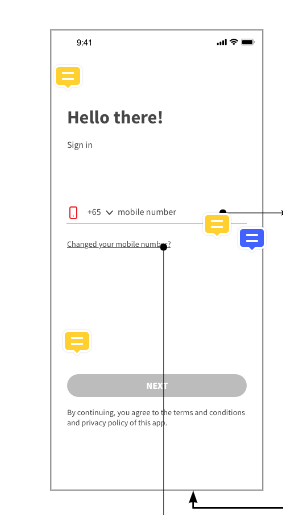 9:41
Hello there!
Sign in
+65 mobile number
Changed your mobile number?
NEXT
By continuing, you agree to the terms and conditions
and privacy policy of this app.